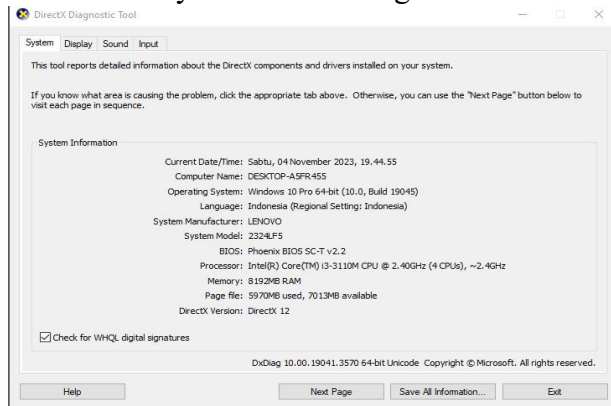 DirectX Diagnostic Tool
System Display Sound Input
This tool reports detailed information about the DirectX components and drivers installed on your system.
If you know what area is causing the problem, click the appropriate tab above. Otherwise, you can use the "Next Page" button below to
visit each page in sequence.
System Information
Current Date/Time: Sabtu, 04 November 2023, 19.44.55
Computer Name: DESKTOP-A5FR455
Operating System: Windows 10 Pro 64-bit (10.0, Build 19045)
Language: Indonesia (Regional Setting: Indonesia)
System Manufacturer: LENOVO
System Model: 2324LF5
BIOS: Phoenix BIOS SC-T v2.2
Processor: Intel(R) Core(TM) i3-3110M CPU @ 2.40GHz (4 CPUs), ~2.4GHz
Memory: 8192MB RAM
Page file: 5970MB used, 7013MB available
DirectX Version: DirectX 12
Check for WHQL digital signatures
DxDiag 10.00.19041.3570 64-bit Unicode Copyright © Microsoft. All rights reserved.
Help Next Page Save All Information... Exit